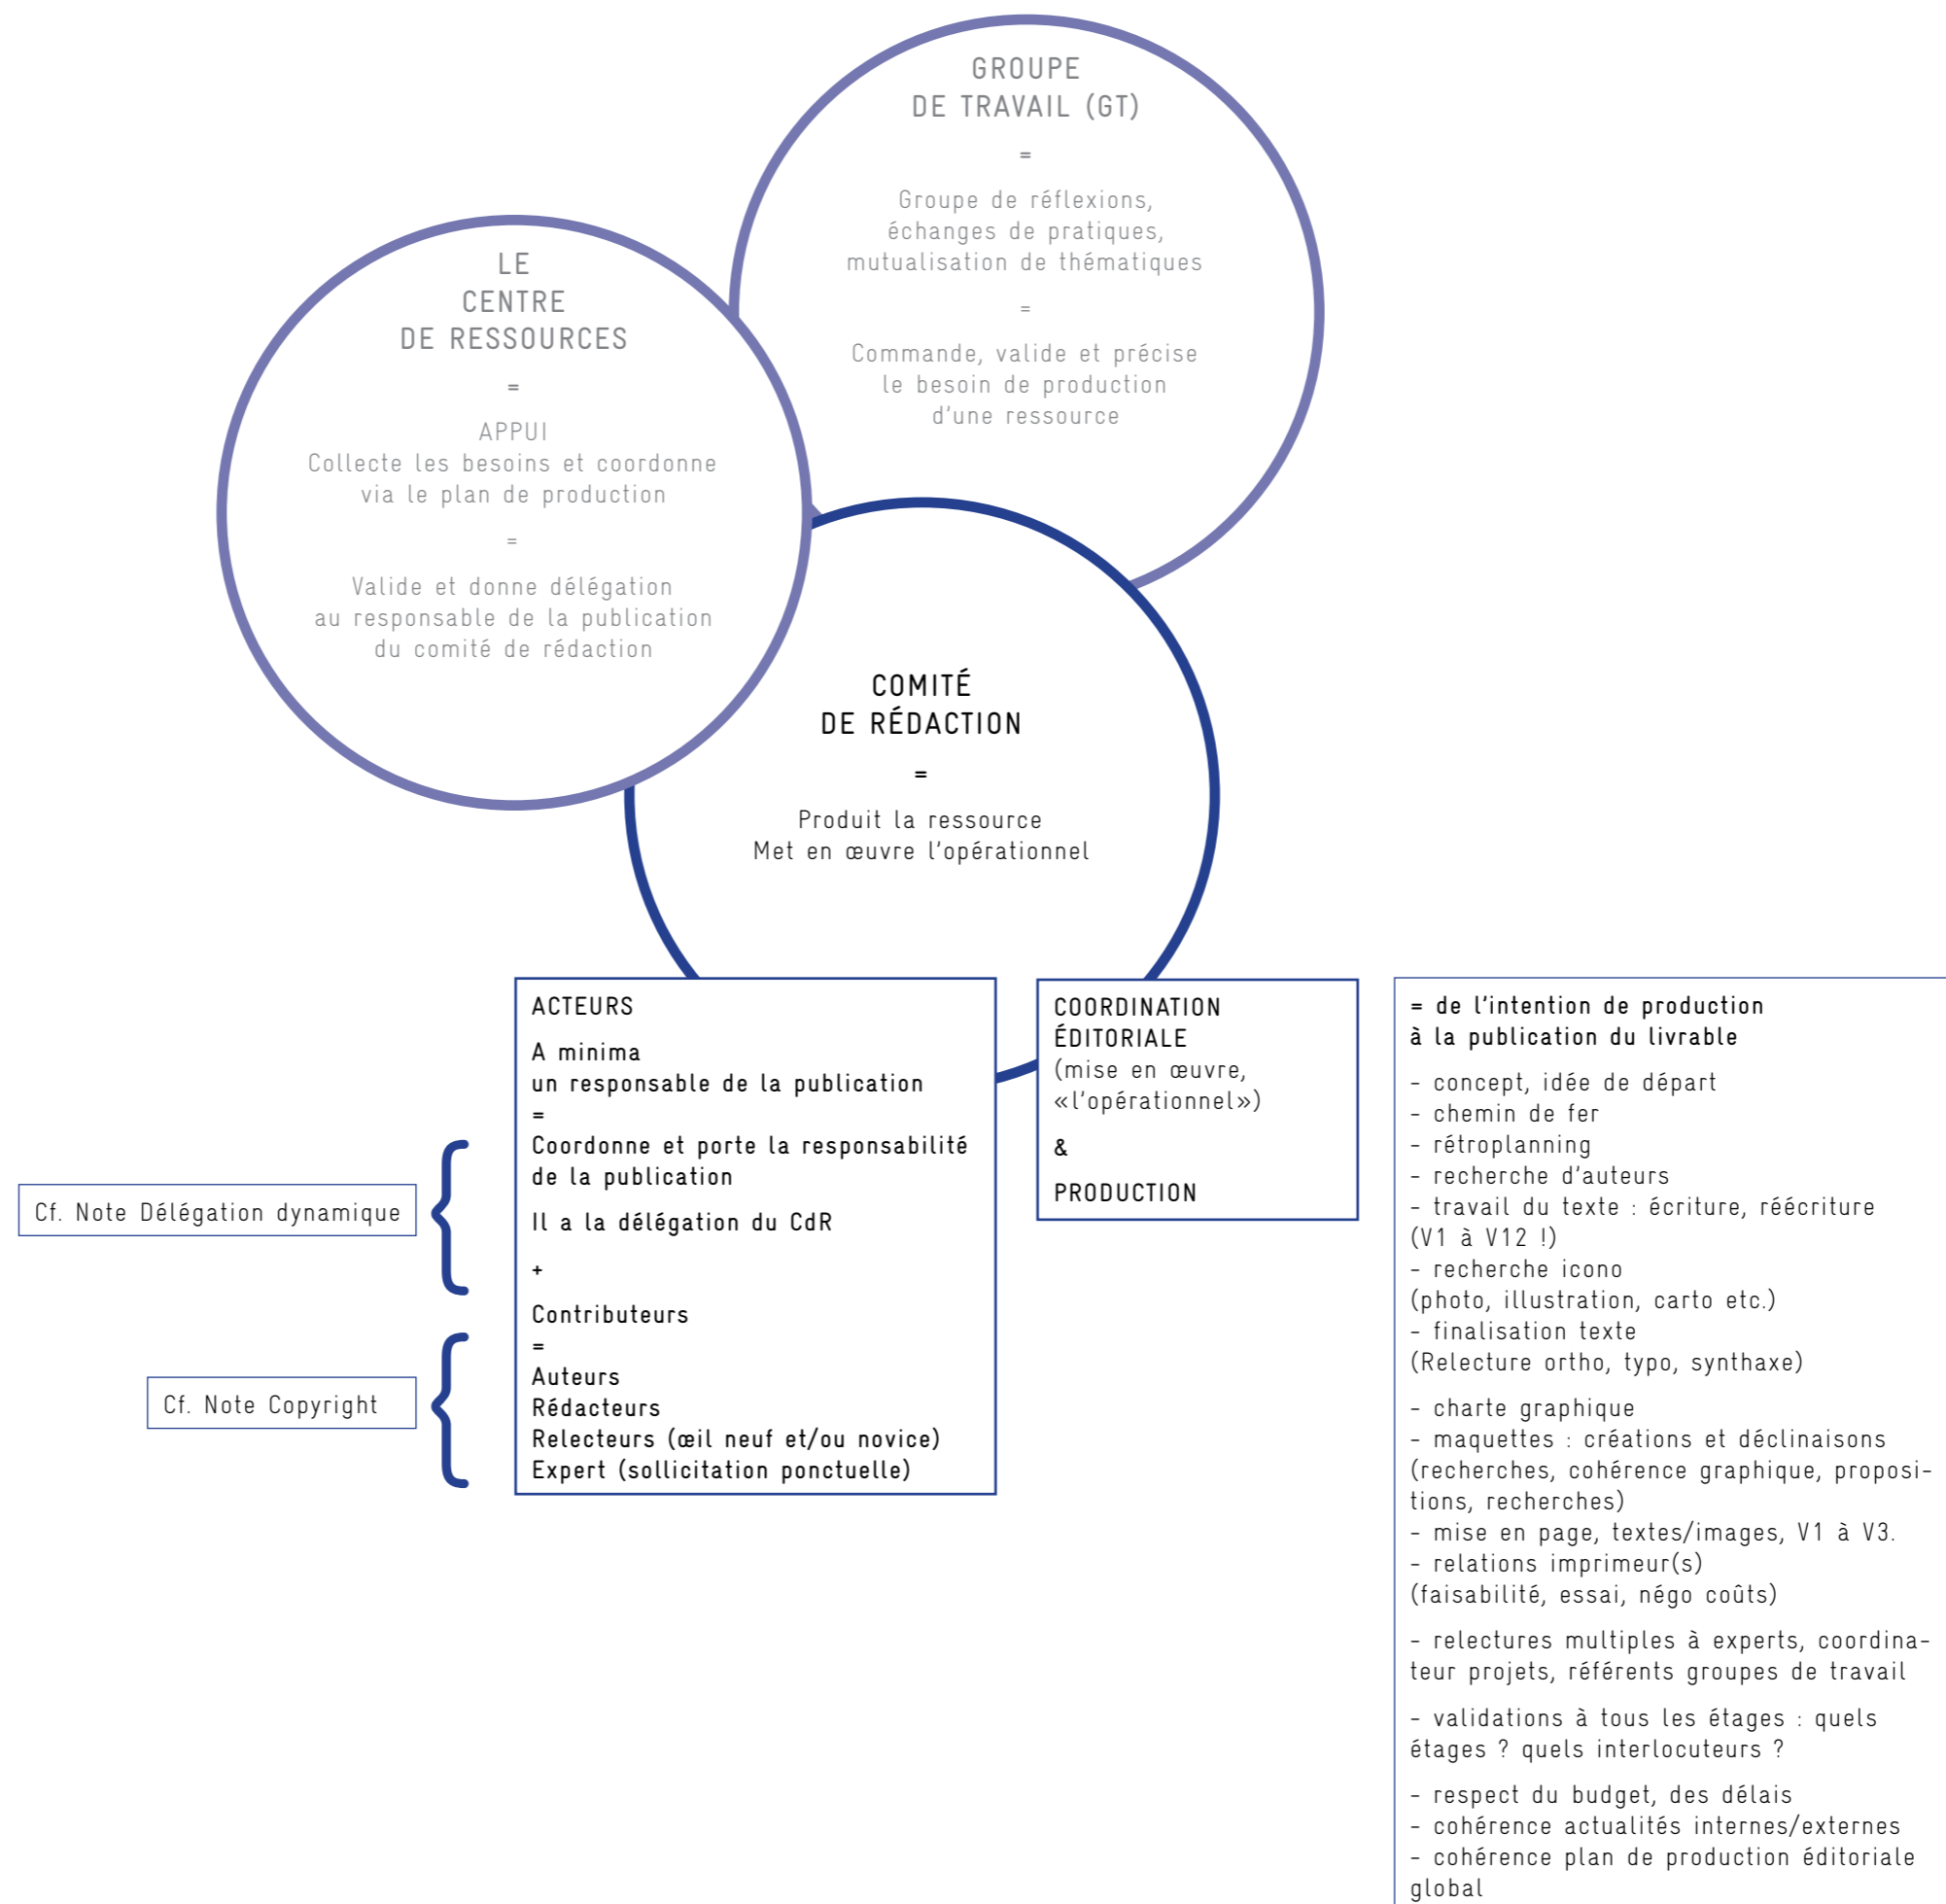 GROUPE
DE TRAVAIL (GT)
=
Groupe de réflexions,
échanges de pratiques,
mutualisation de thématiques
=
Commande, valide et précise
le besoin de production
d'une ressource
LE
CENTRE
DE RESSOURCES
=
APPUI
Collecte les besoins et coordonne
via le plan de production
=
Valide et donne délégation
au responsable de la publication
du comité de rédaction
COMITÉ
DE RÉDACTION
=
Produit la ressource
Met en œuvre l'opérationnel
ACTEURS
A minima
un responsable de la publication
=
Coordonne et porte la responsabilité
de la publication
Il a la délégation du CdR
+
Contributeurs
=
Auteurs
Rédacteurs
Relecteurs (œil neuf et/ou novice)
Expert (sollicitation ponctuelle)
Cf. Note Délégation dynamique
Cf. Note Copyright
COORDINATION
ÉDITORIALE
(mise en œuvre,
«l'opérationnel»)
&
PRODUCTION
= de l'intention de production
à la publication du livrable
- concept, idée de départ
- chemin de fer
- rétroplanning
- recherche d'auteurs
- travail du texte : écriture, réécriture
(V1 à V12 !)
- recherche icono
(photo, illustration, carto etc.)
- finalisation texte
(Relecture ortho, typo, synthaxe)
- charte graphique
- maquettes : créations et déclinaisons
(recherches, cohérence graphique, proposi-
tions, recherches)
- mise en page, textes/images, V1 à V3.
- relations imprimeur(s)
(faisabilité, essai, négo coûts)
- relectures multiples à experts, coordina-
teur projets, référents groupes de travail
- validations à tous les étages : quels
étages ? quels interlocuteurs ?
- respect du budget, des délais
- cohérence actualités internes/externes
- cohérence plan de production éditoriale
global